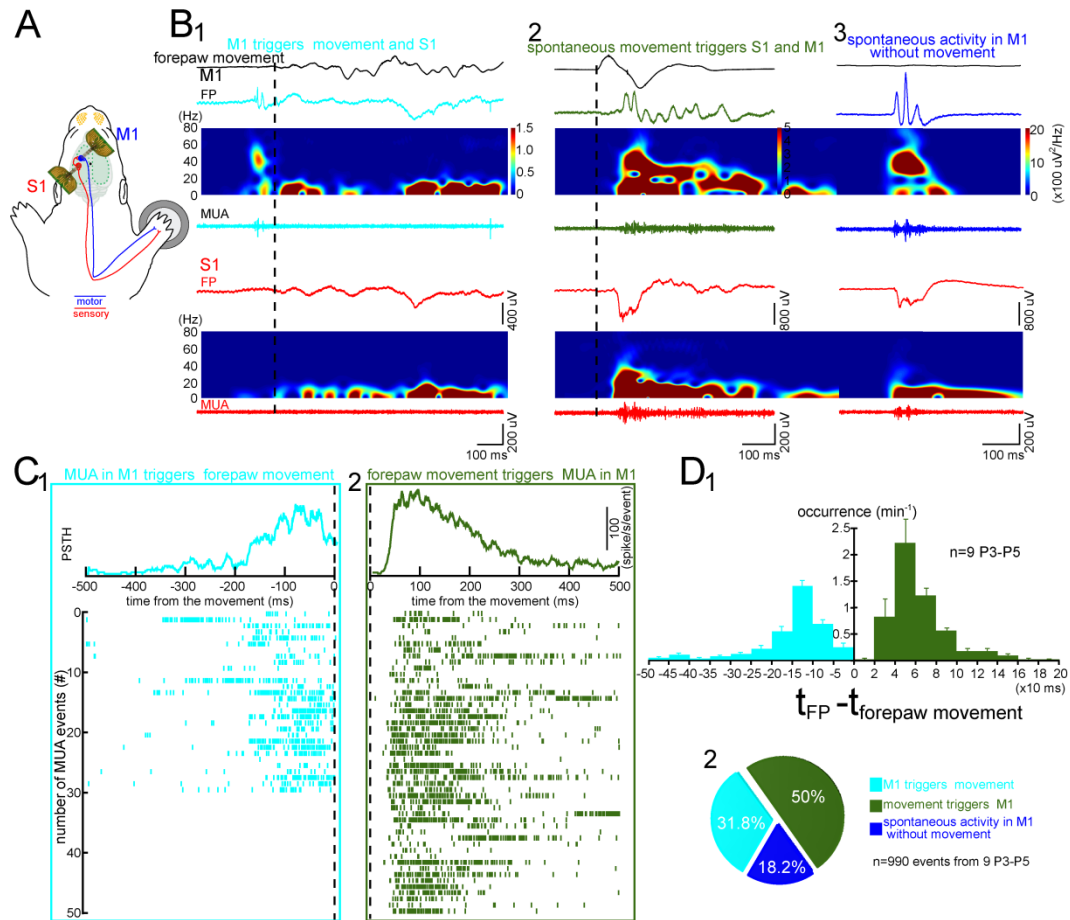 A
M1
S1
motor
sensory
B1
M1 triggers movement and S1
forepaw movement
M1
FP
(Hz)
80
60
40
20
0
1.5
1.0
0.5
0
MUA
S1
FP
400 uV
(Hz)
80
60
40
20
0
MUA
100 ms
200 uV
2
spontaneous movement triggers S1 and M1
5
0
800 uV
100 ms
200 uV
3
spontaneous activity in M1
without movement
20
10
0
(x100 uV²/Hz)
800 uV
100 ms
200 uV
C1
MUA in M1 triggers forepaw movement
PSTH
-500 -400 -300 -200 -100 0
time from the movement (ms)
number of MUA events (#)
0
10
20
30
40
50
2
forepaw movement triggers MUA in M1
100
(spike/s/event)
0 100 200 300 400 500
time from the movement (ms)
D1
occurrence (min⁻¹)
2.5
2
1.5
1
0.5
n=9 P3-P5
-50 -45 -40 -35 -30 -25 -20 -15 -10 -5 0 2 4 6 8 10 12 14 16 18 20
(x10 ms)
tFP -tforepaw movement
2
50%
31.8%
18.2%
M1 triggers movement
movement triggers M1
spontaneous activity in M1
without movement
n=990 events from 9 P3-P5